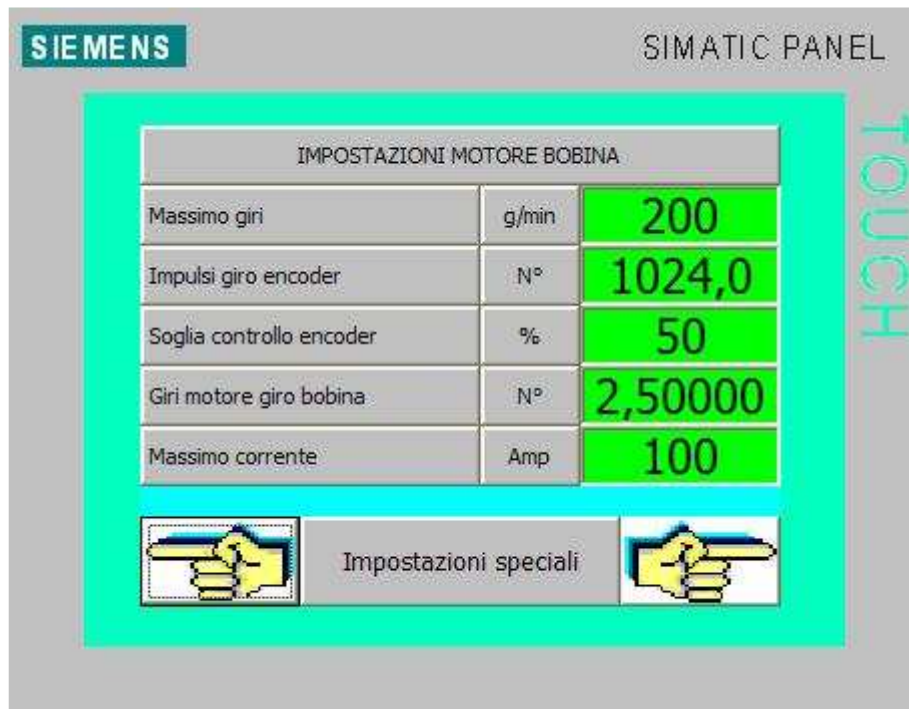 SIEMENS
SIMATIC PANEL
TOUCH
IMPOSTAZIONI MOTORE BOBINA
Massimo giri g/min 200
Impulsi giro encoder N° 1024,0
Soglia controllo encoder % 50
Giri motore giro bobina N° 2,50000
Massimo corrente Amp 100
Impostazioni speciali